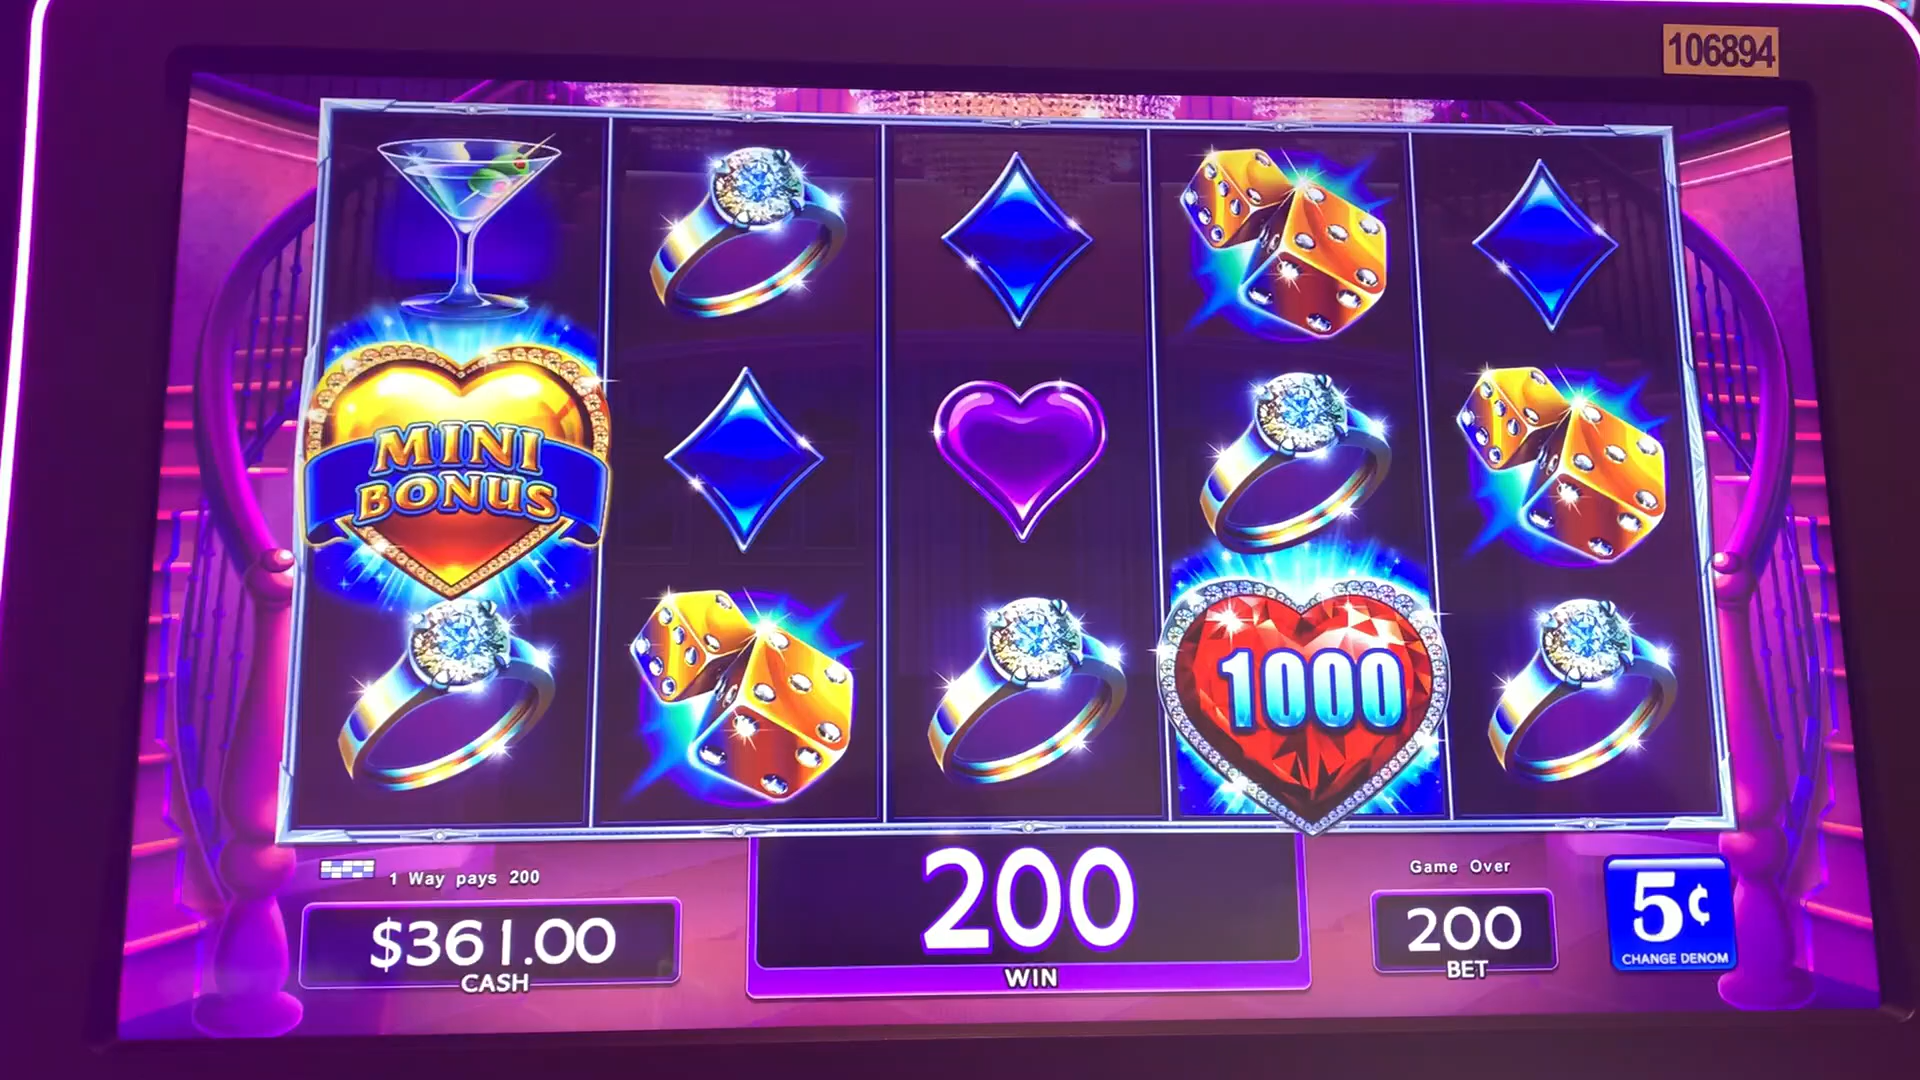 106894
MINI
BONUS
1000
1 Way pays 200
$361.00
CASH
200
WIN
Game Over
200
BET
5¢
CHANGE DENOM